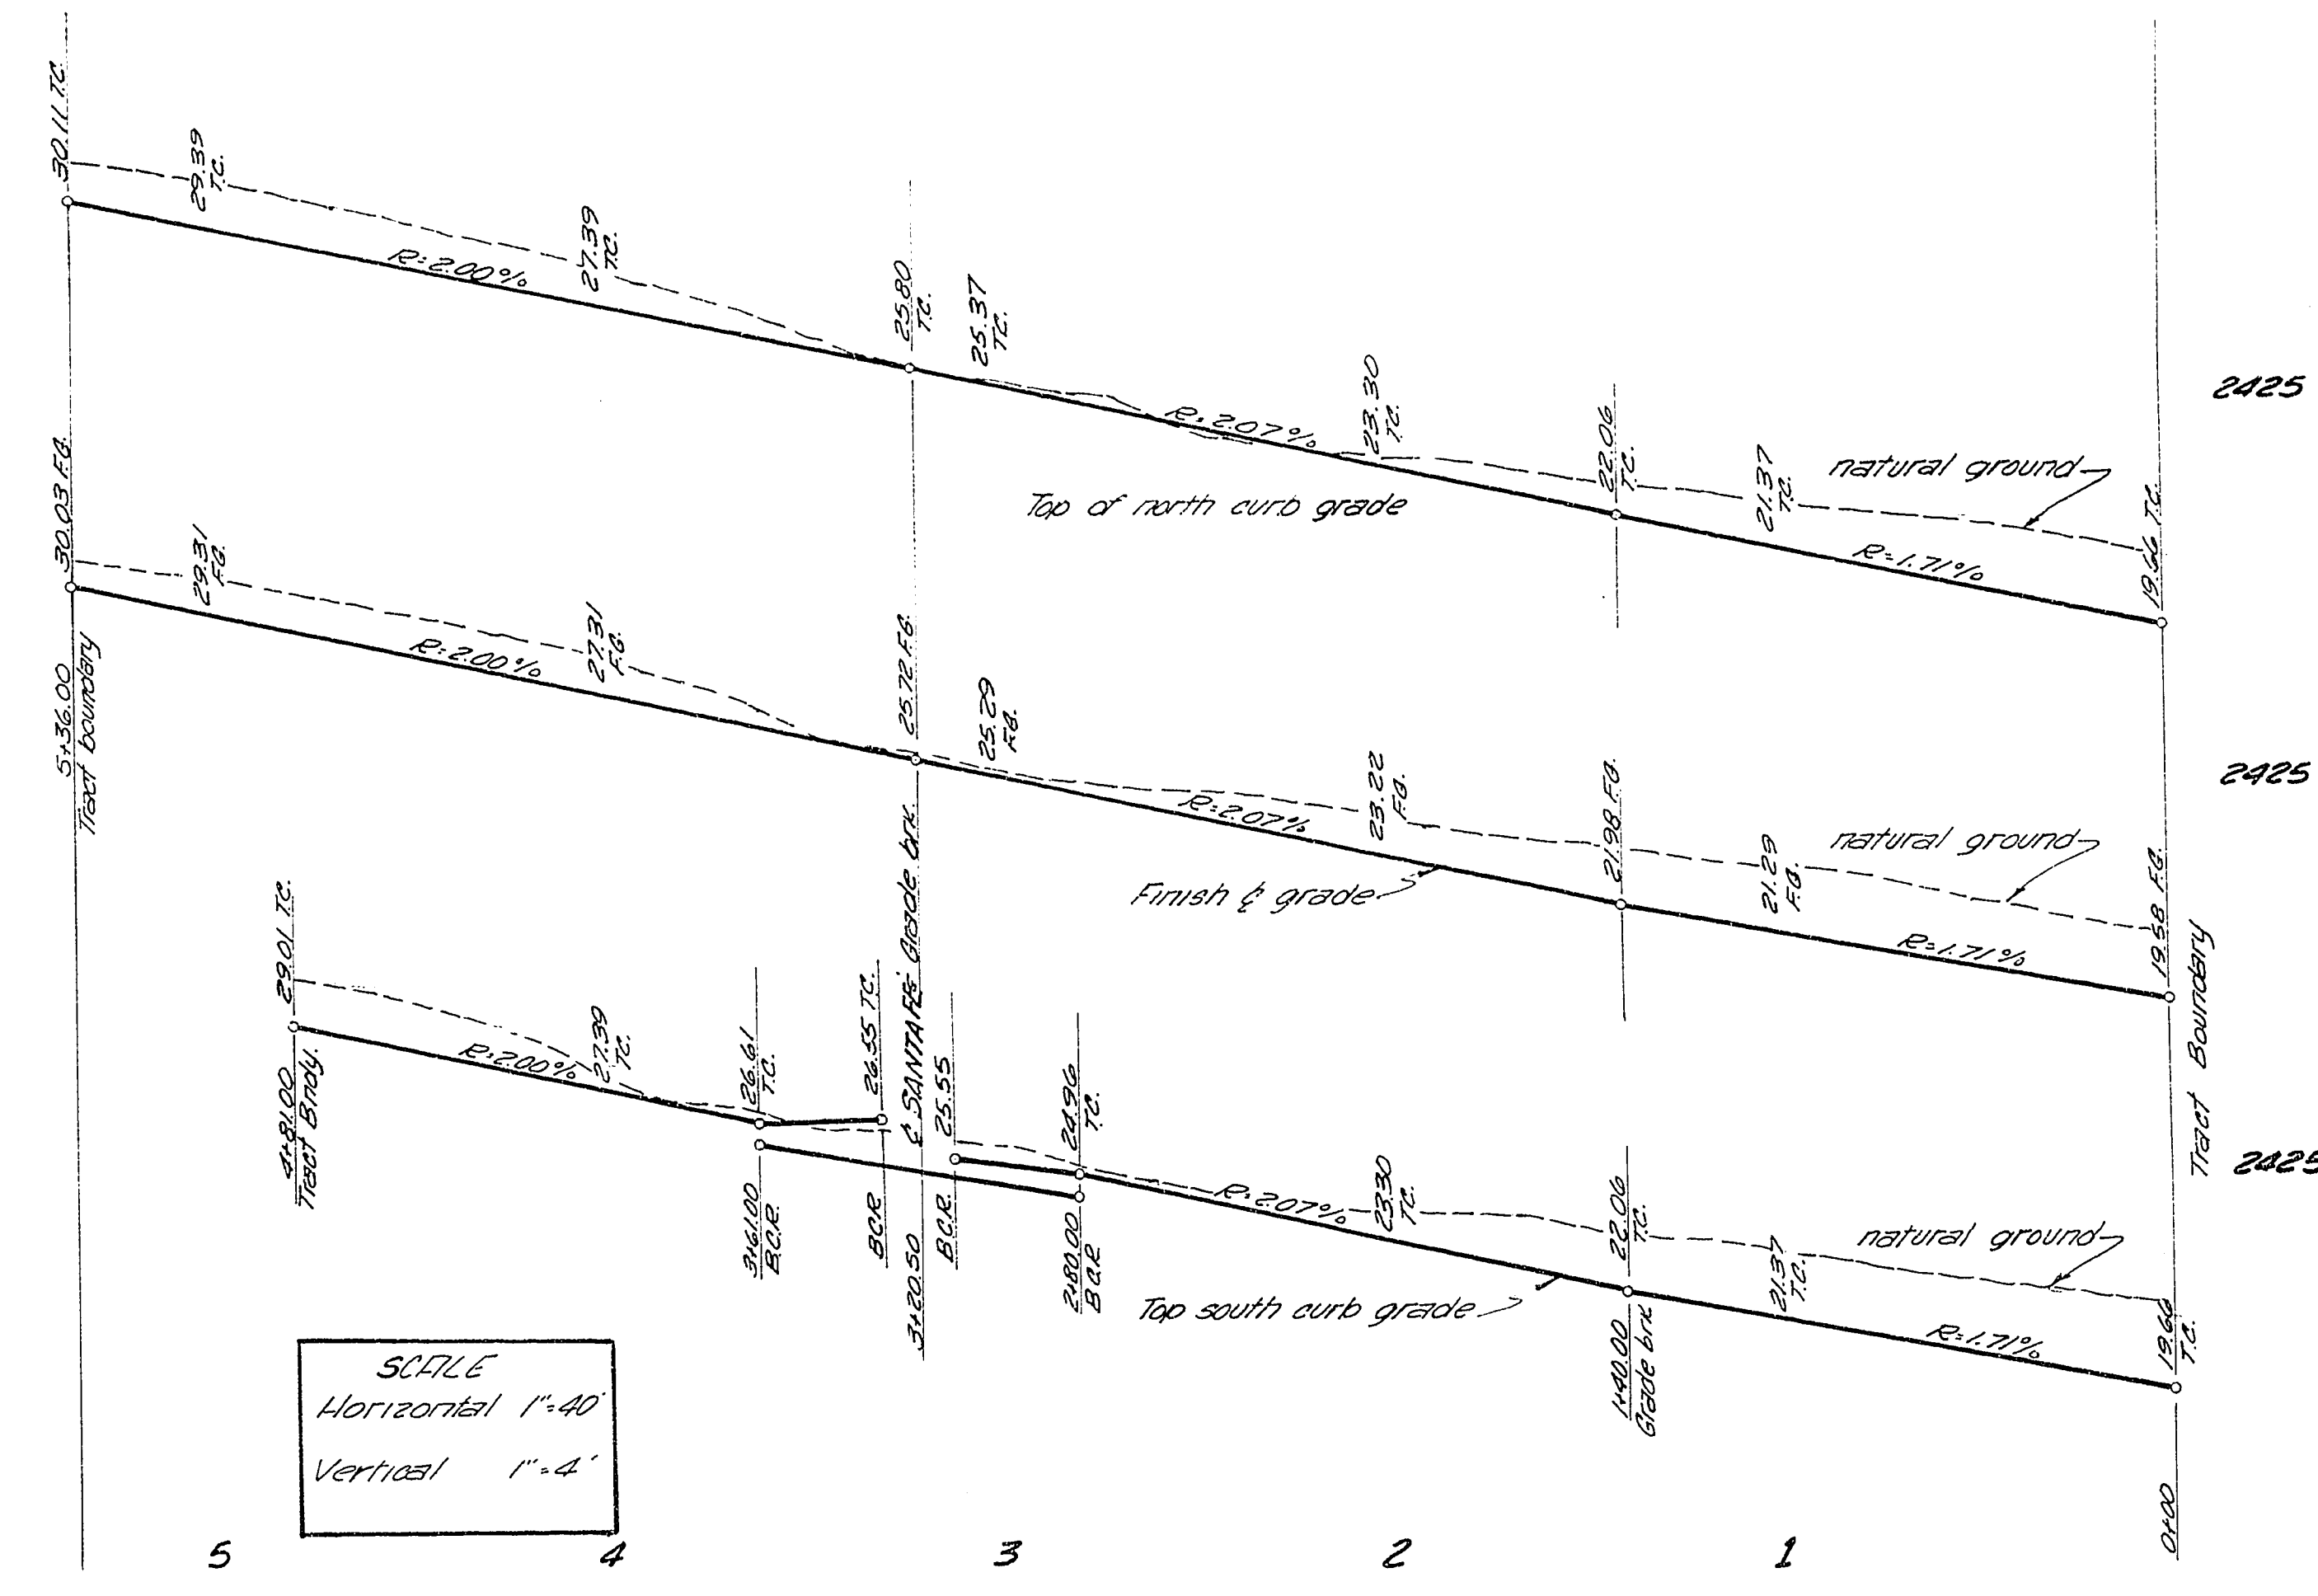 30.11 T.C.
29.39
T.C.
R=2.00%
27.39
T.C.
25.80
T.C.
25.37
T.C.
R=2.07%
23.30
T.C.
22.06
T.C.
21.37
T.C.
natural ground
R=1.71%
19.66 T.C.
2425
Top of north curb grade
30.03 F.G.
29.31
F.G.
R=2.00%
27.31
F.G.
25.72 F.G.
25.29
F.G.
R=2.07%
23.22
F.G.
21.98 F.G.
21.29
F.G.
natural ground
R=1.71%
19.58 F.G.
2425
Finish ℄ grade
5+36.00
Tract boundary
Tract Boundary
29.01 T.C.
4+81.00
Tract Bndy.
R=2.00%
27.39
T.C.
26.61
T.C.
3+61.00
B.C.R.
26.55 T.C.
BCR
℄ SANTA FE Grade brk.
3+20.50
25.55
B.C.R.
24.96
T.C.
2+80.00
B.C.R.
R=2.07%
23.30
T.C.
22.06
T.C.
1+40.00
Grade brk.
21.37
T.C.
natural ground
R=1.71%
19.66
T.C.
0+00
2425
Top south curb grade
SCALE
Horizontal 1"=40'
Vertical 1"=4'
5 4 3 2 1